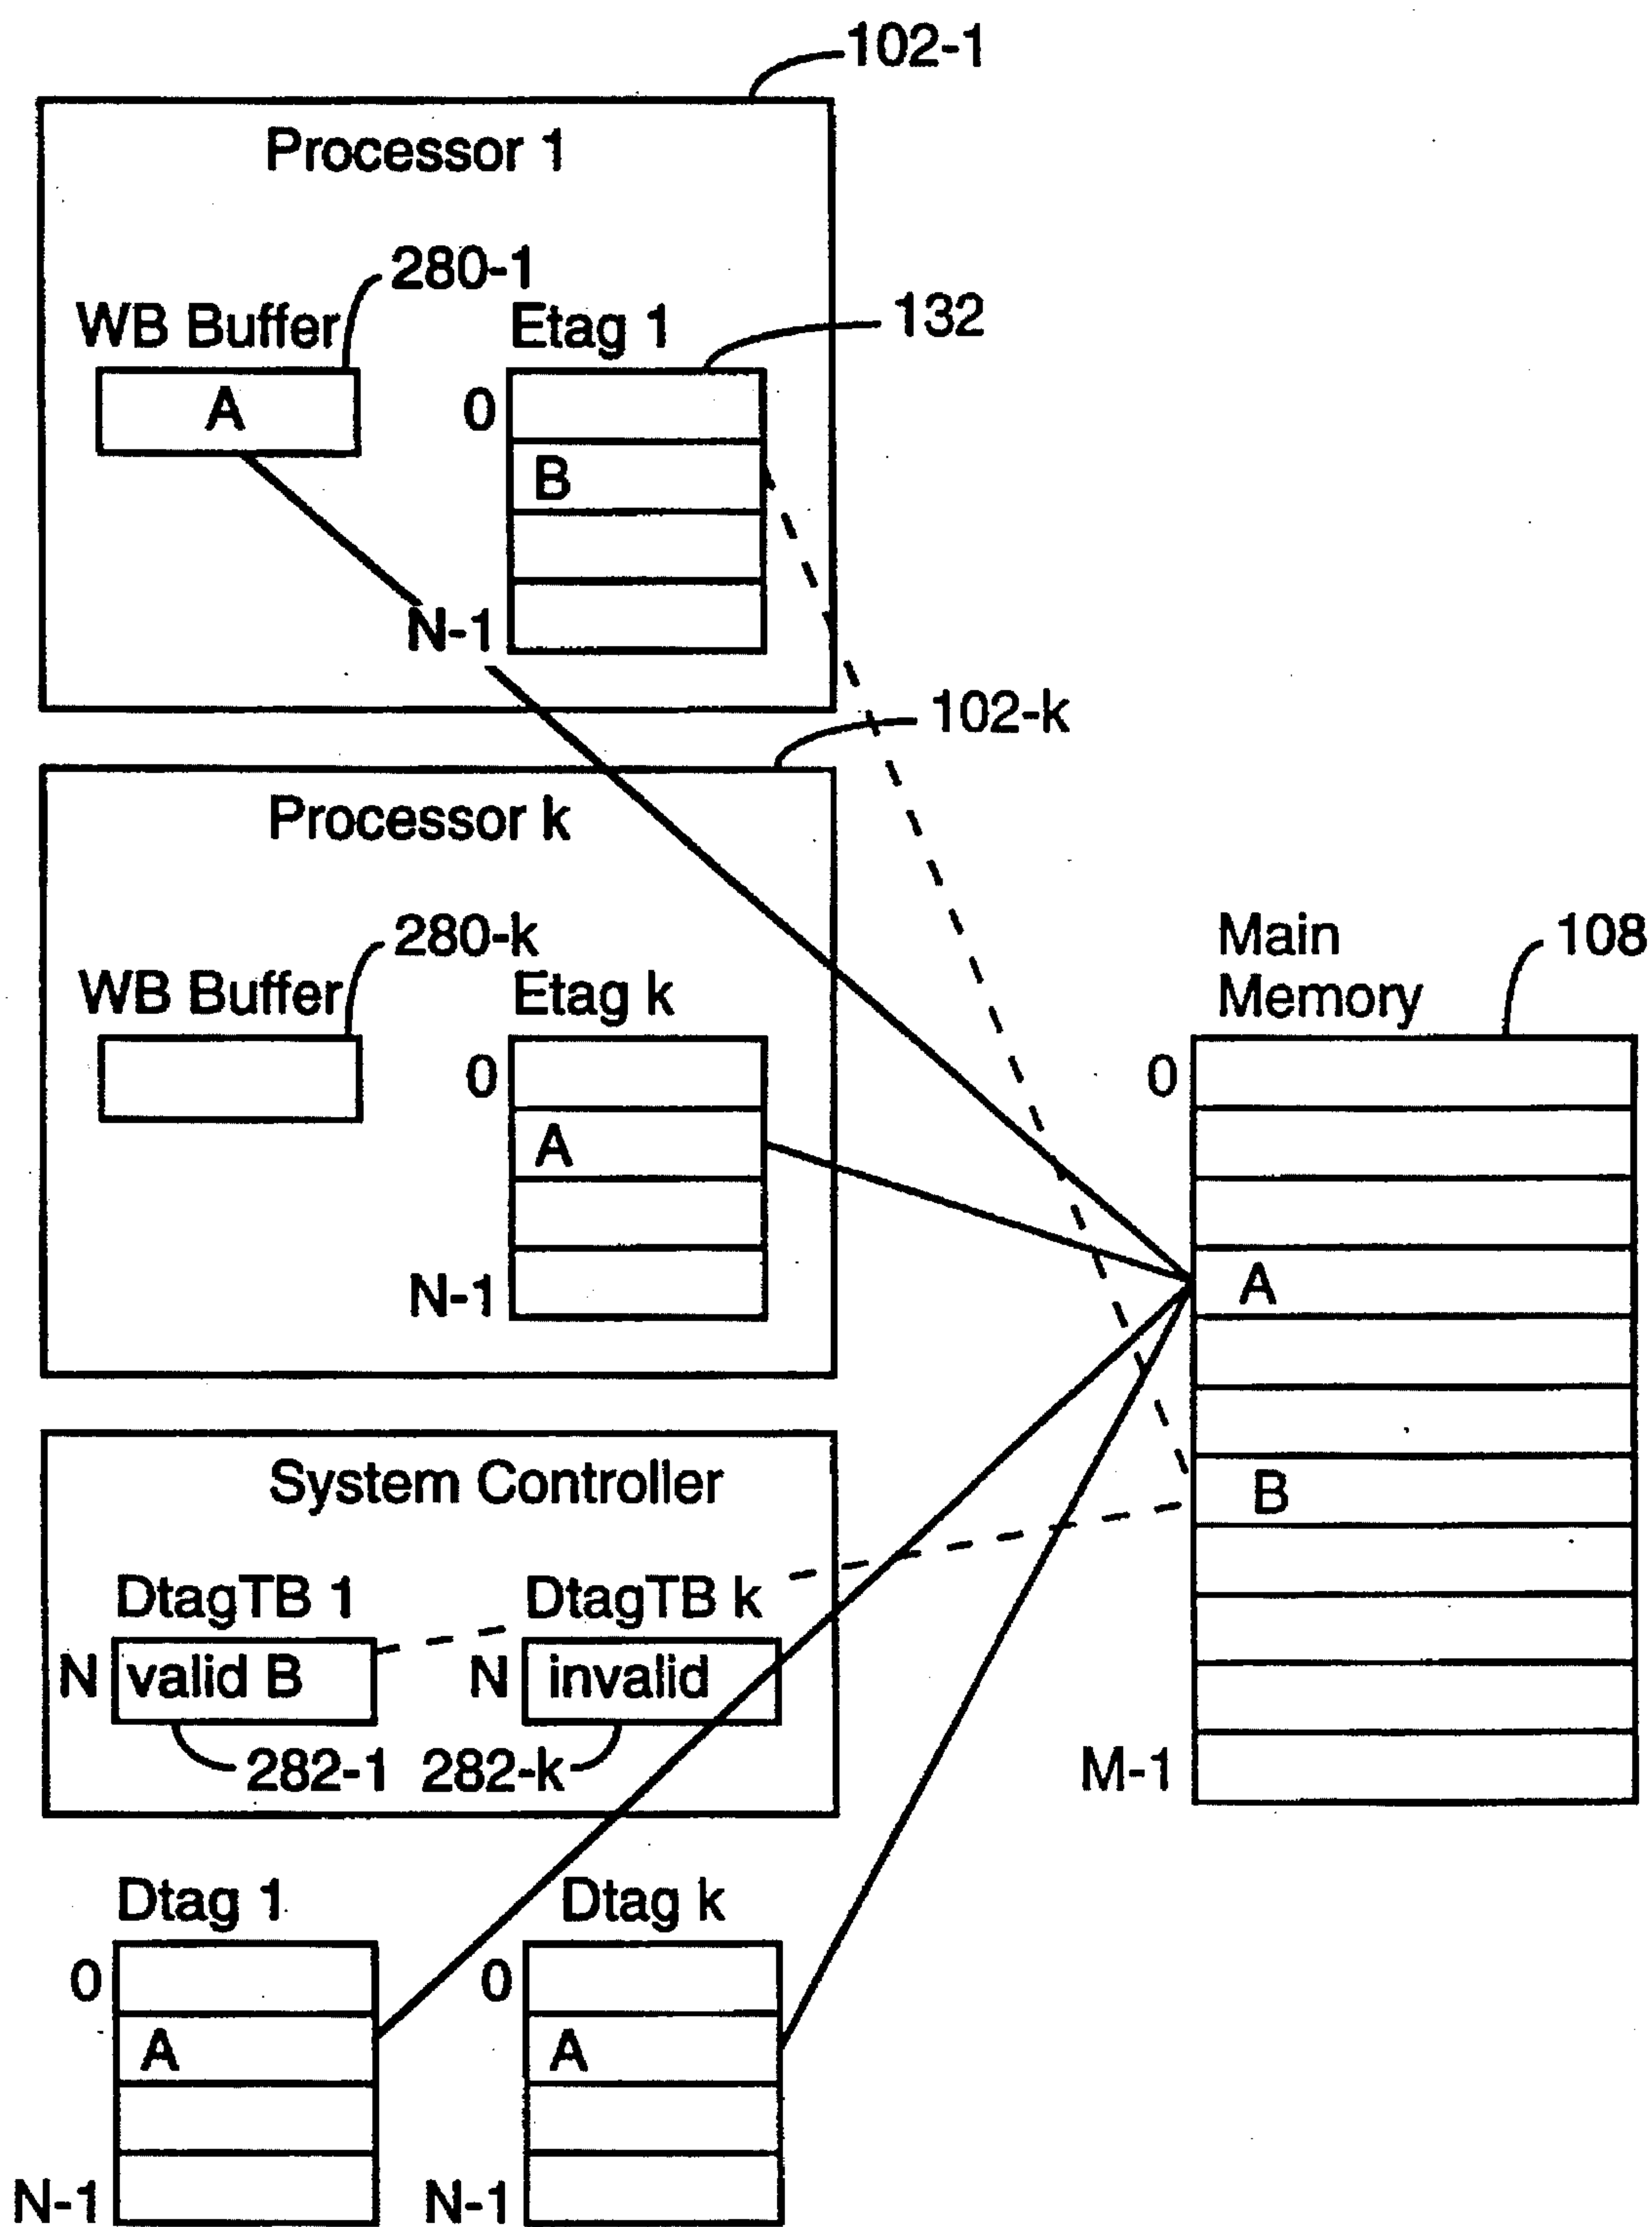 102-1
Processor 1
280-1
WB Buffer
Etag 1
132
A
0
B
N-1
102-k
Processor k
280-k
WB Buffer
Etag k
0
A
N-1
Main
Memory
108
0
A
B
M-1
System Controller
DtagTB 1
DtagTB k
N
valid B
N
invalid
282-1
282-k
Dtag 1
Dtag k
0
0
A
A
N-1
N-1